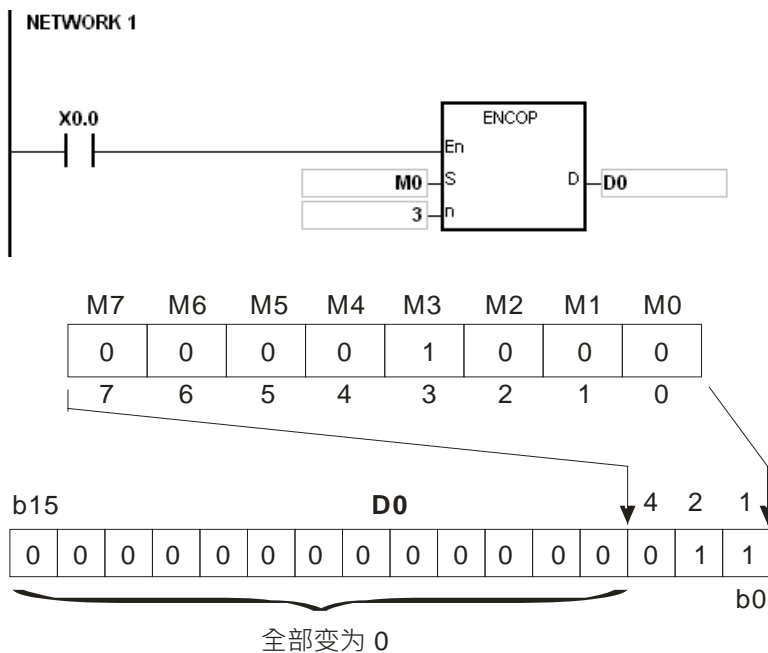 NETWORK 1
X0.0
ENCOP
En
M0 S D D0
3 n
M7 M6 M5 M4 M3 M2 M1 M0
0 0 0 0 1 0 0 0
7 6 5 4 3 2 1 0
b15 D0 4 2 1
0 0 0 0 0 0 0 0 0 0 0 0 0 0 1 1
b0
全部变为 0